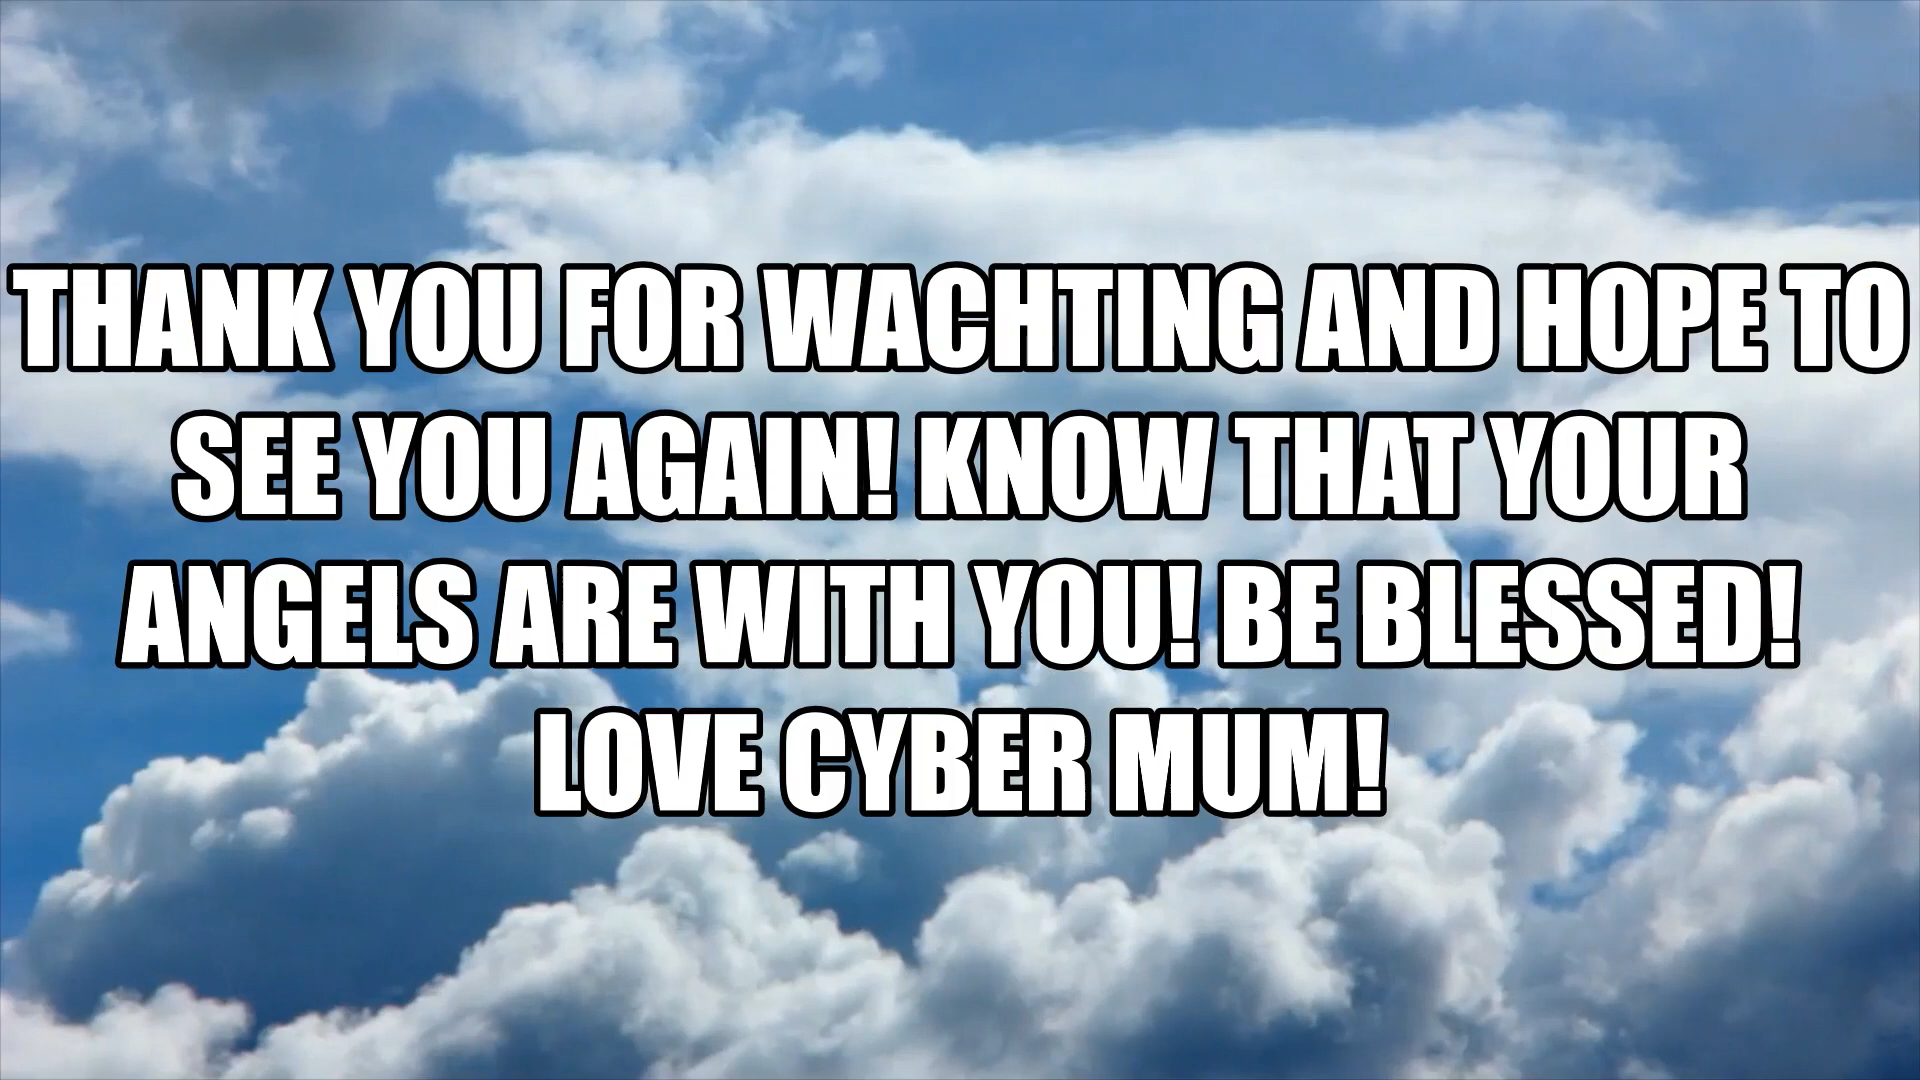 THANK YOU FOR WACHTING AND HOPE TO
SEE YOU AGAIN! KNOW THAT YOUR
ANGELS ARE WITH YOU! BE BLESSED!
LOVE CYBER MUM!